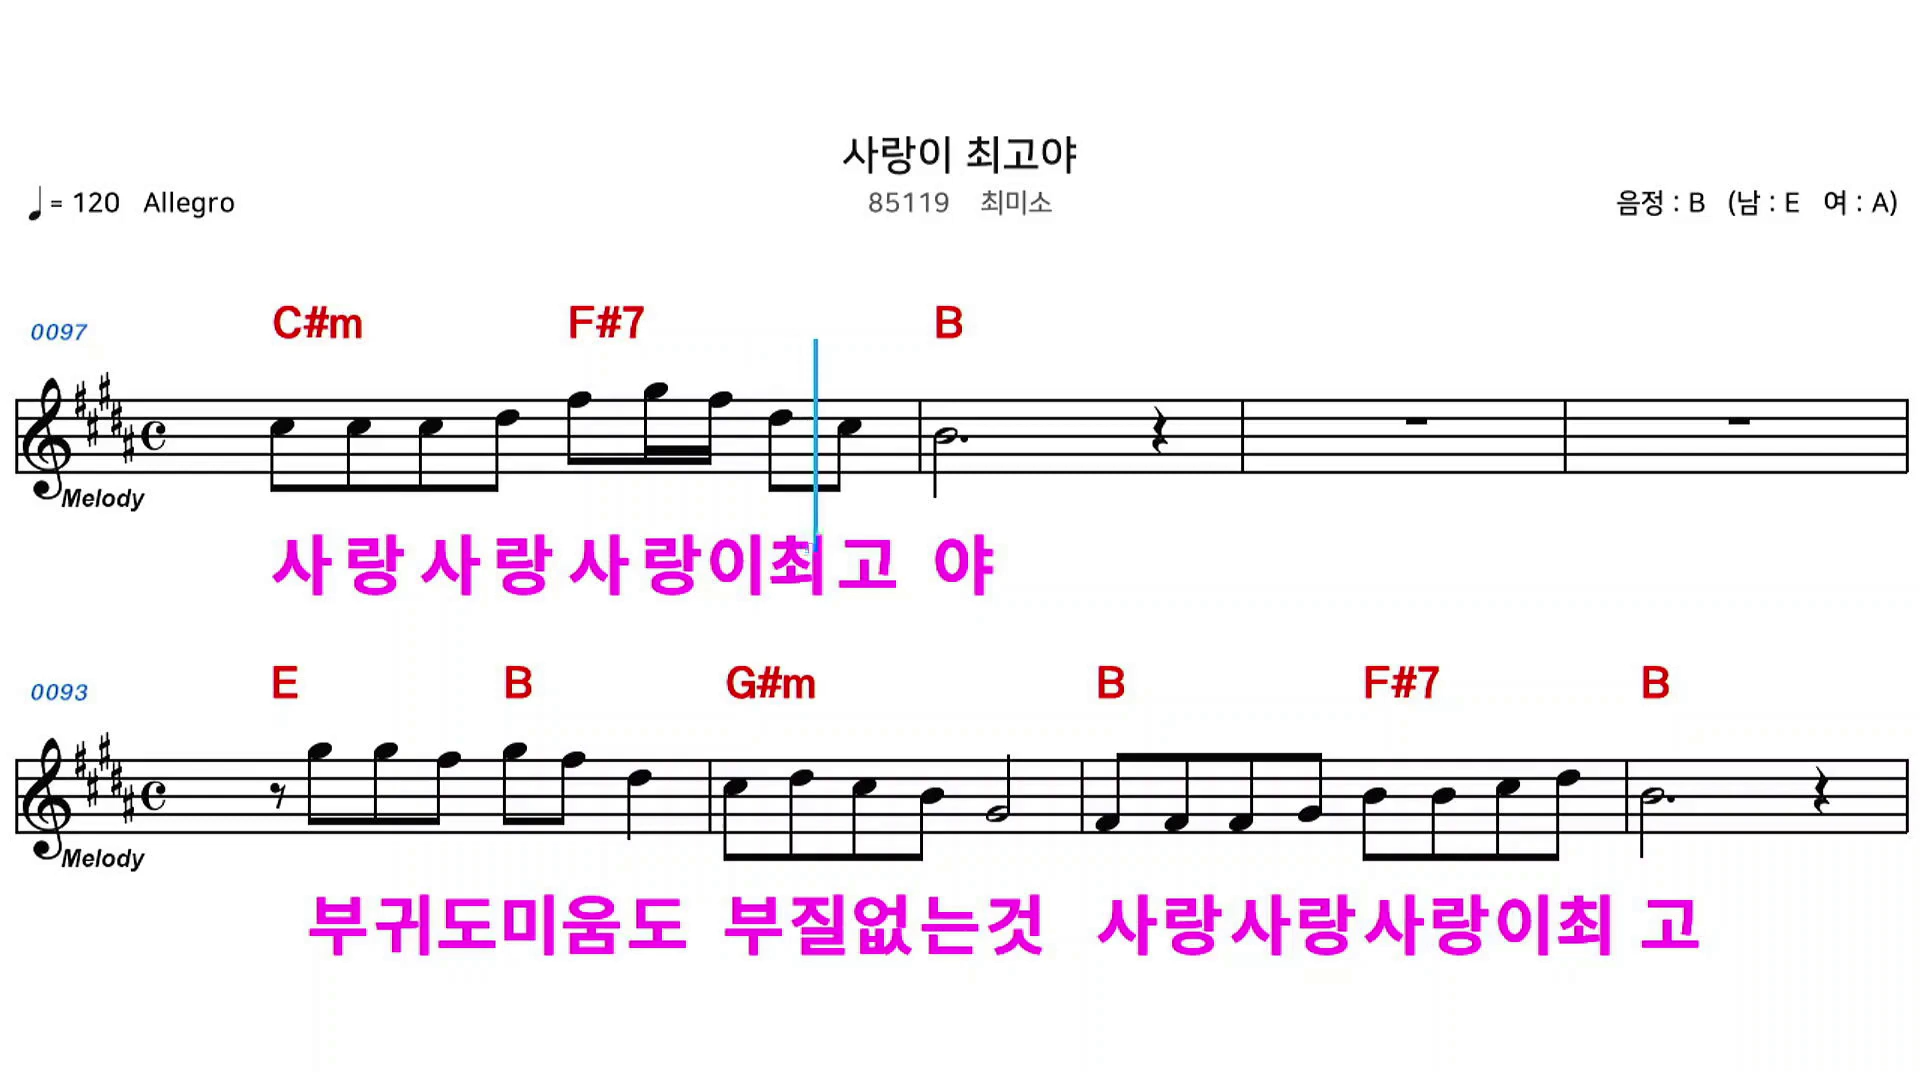 사랑이 최고야
♩= 120 Allegro 85119 최미소 음정 : B (남 : E 여 : A)
0097 C#m F#7 B
Melody
사랑사랑사랑이최고 야
0093 E B G#m B F#7 B
Melody
부귀도미움도 부질없는것 사랑사랑사랑이최 고